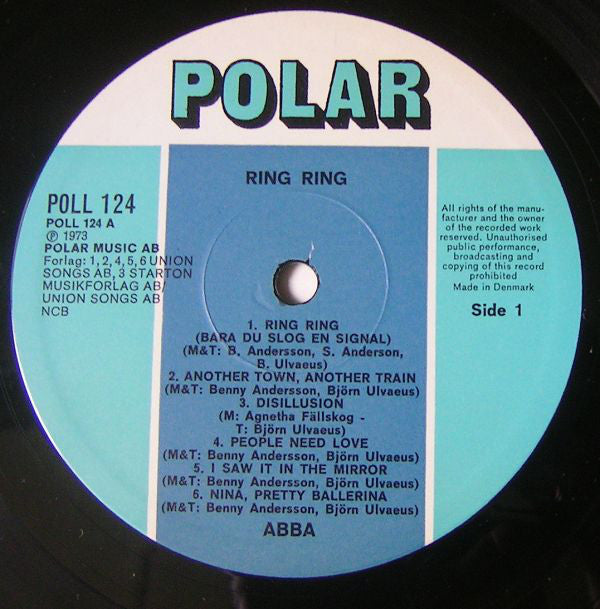 POLAR
RING RING
POLL 124
POLL 124 A
℗ 1973
POLAR MUSIC AB
Forlag: 1, 2, 4, 5, 6 UNION
SONGS AB, 3 STARTON
MUSIKFORLAG AB/
UNION SONGS AB
NCB
All rights of the manu-
facturer and the owner
of the recorded work
reserved. Unauthorised
public performance,
broadcasting and
copying of this record
prohibited
Made in Denmark
Side 1
1. RING RING
(BARA DU SLOG EN SIGNAL)
(M&T: B. Andersson, S. Anderson,
B. Ulvaeus)
2. ANOTHER TOWN, ANOTHER TRAIN
(M&T: Benny Andersson, Björn Ulvaeus)
3. DISILLUSION
(M: Agnetha Fällskog -
T: Björn Ulvaeus)
4. PEOPLE NEED LOVE
(M&T: Benny Andersson, Björn Ulvaeus)
5. I SAW IT IN THE MIRROR
(M&T: Benny Andersson, Björn Ulvaeus)
6. NINA, PRETTY BALLERINA
(M&T: Benny Andersson, Björn Ulvaeus)
ABBA